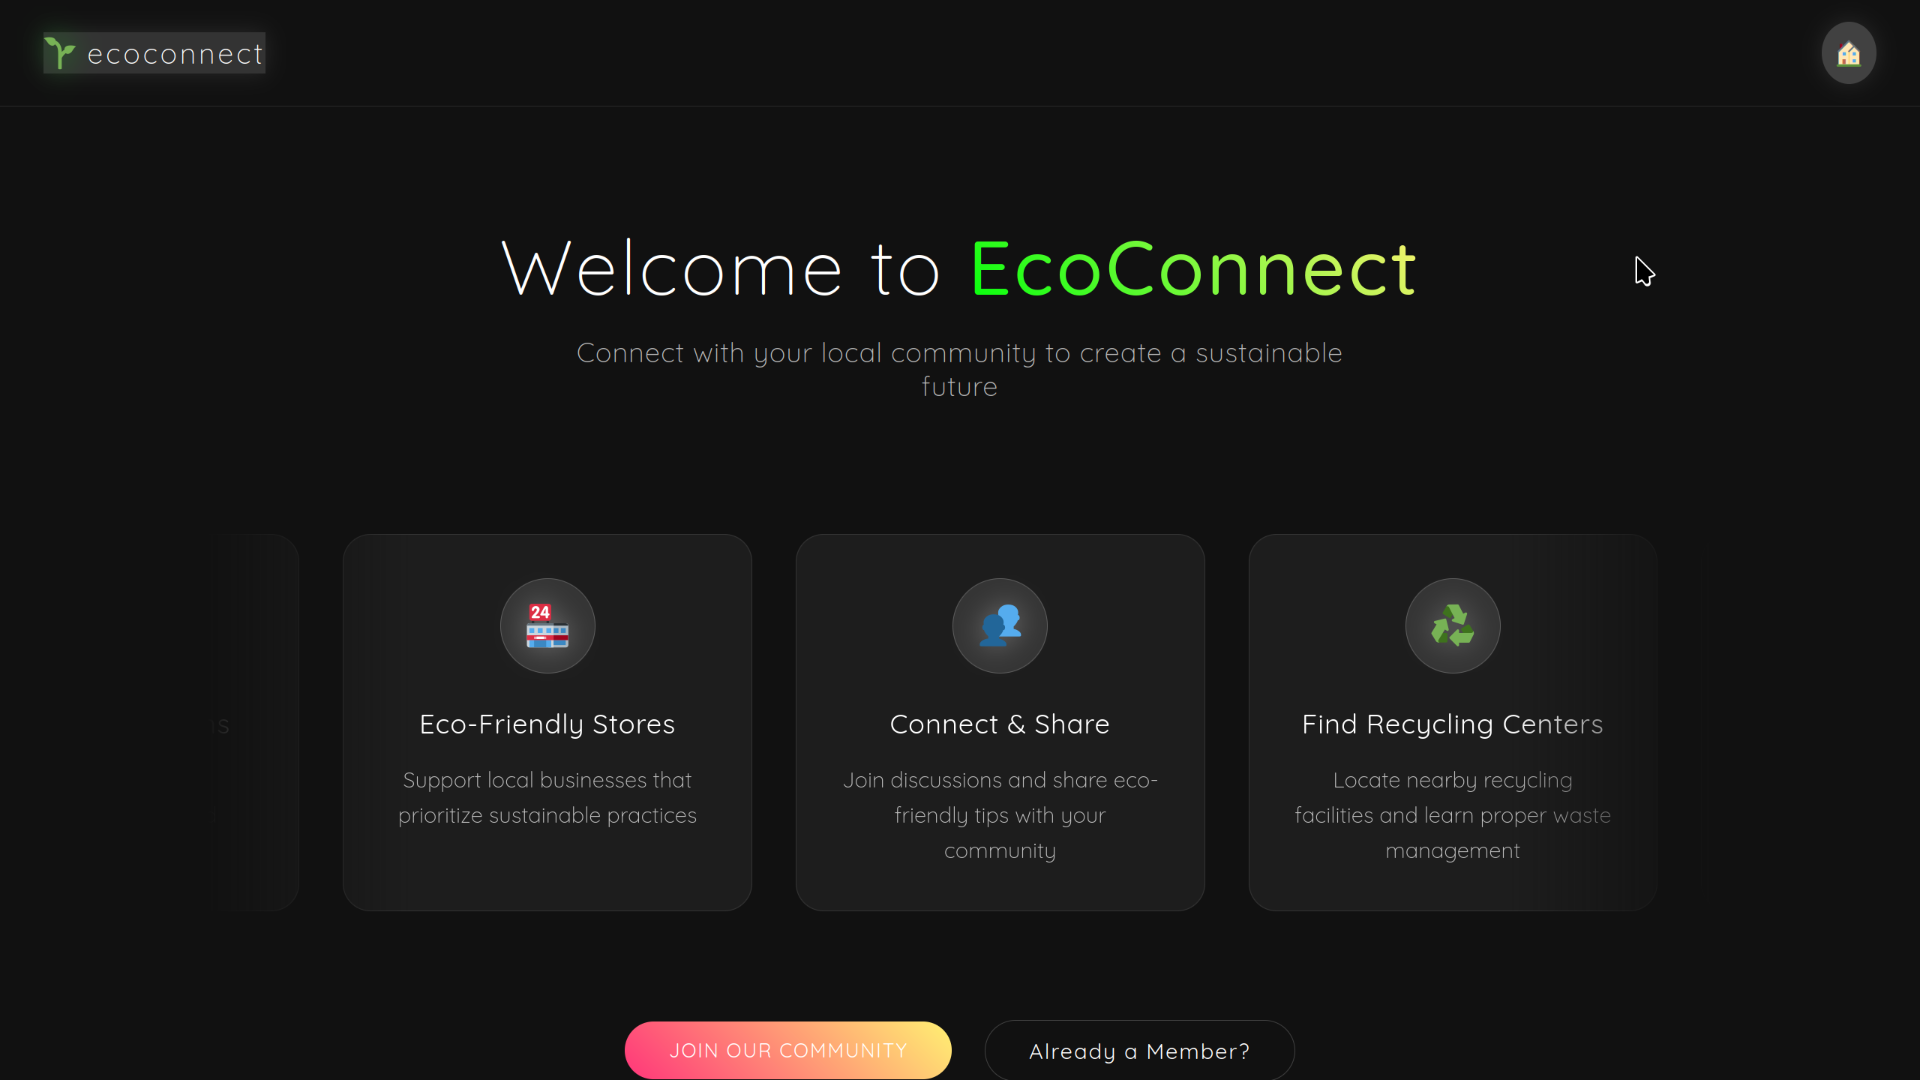 ecoconnect
Welcome to EcoConnect
Connect with your local community to create a sustainable
future
s
24
Eco-Friendly Stores
Support local businesses that
prioritize sustainable practices
Connect & Share
Join discussions and share eco-
friendly tips with your
community
Find Recycling Centers
Locate nearby recycling
facilities and learn proper waste
management
JOIN OUR COMMUNITY
Already a Member?